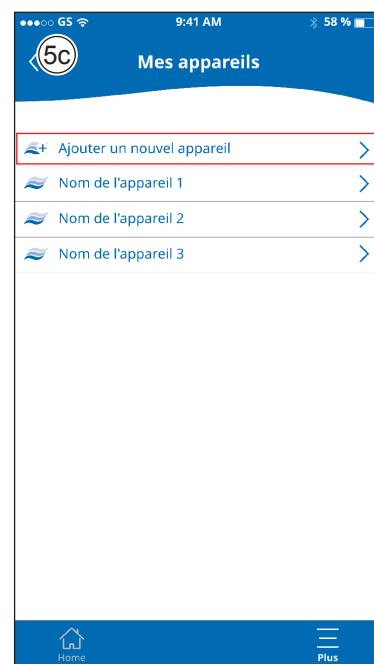 GS 9:41 AM 58 %
5c
Mes appareils
Ajouter un nouvel appareil
Nom de l'appareil 1
Nom de l'appareil 2
Nom de l'appareil 3
Home Plus